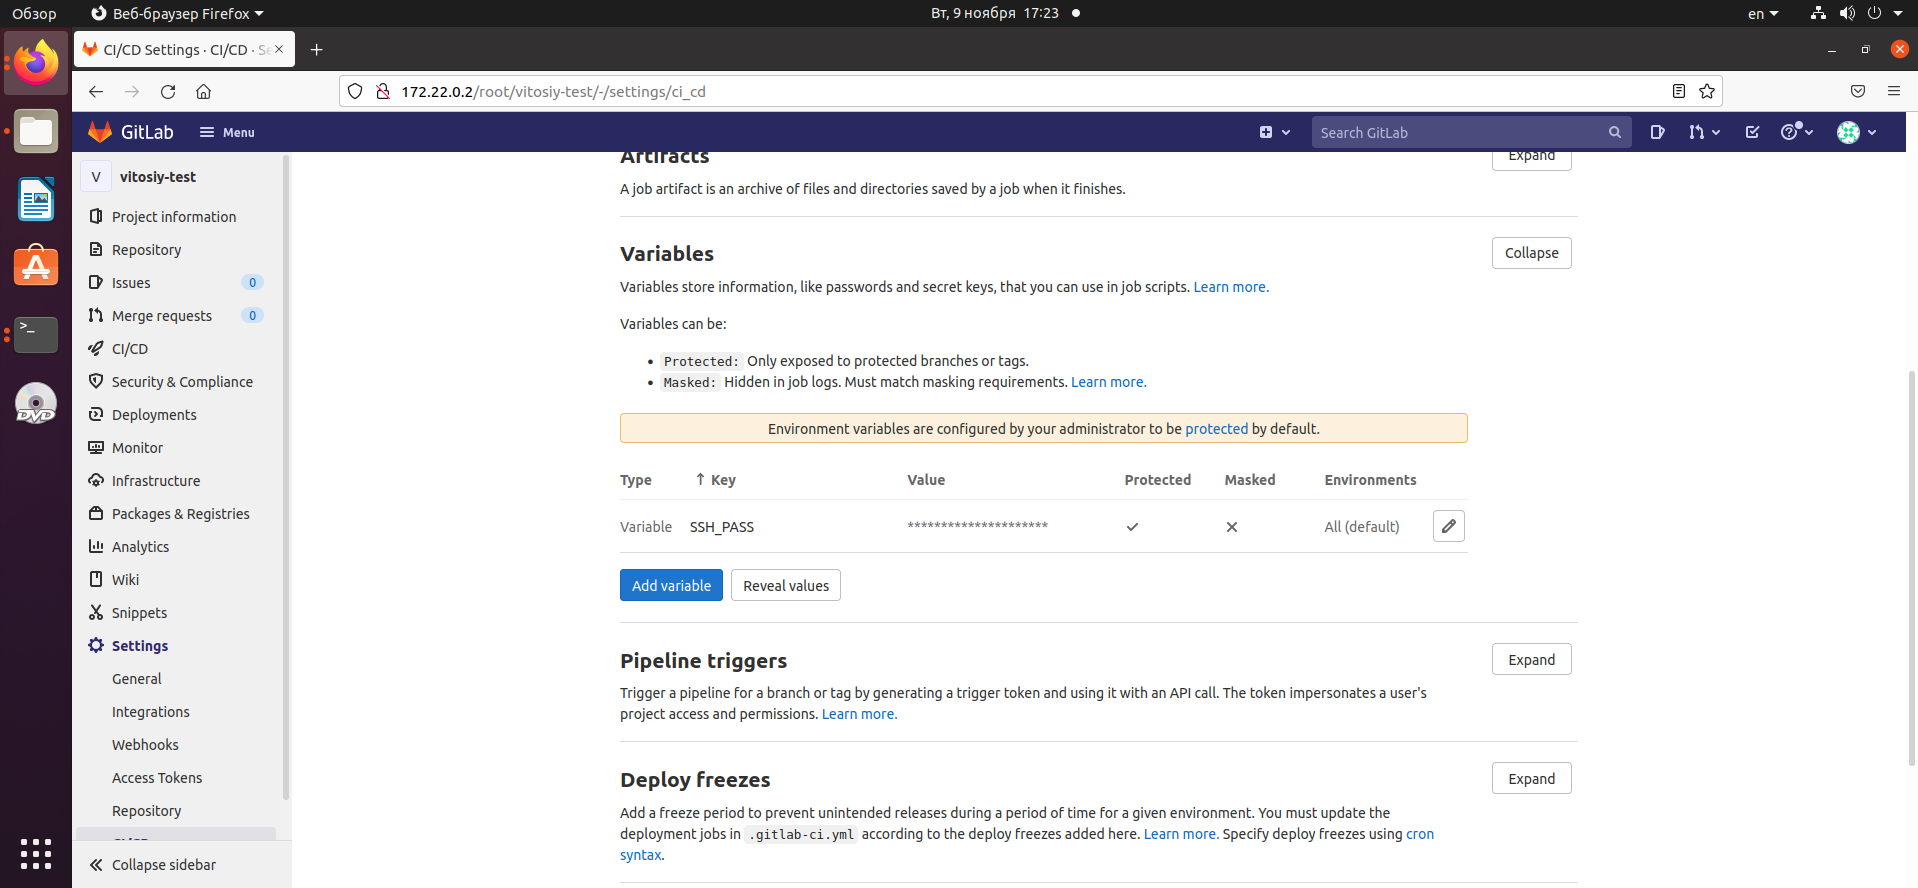 Обзор
Веб-браузер Firefox
Вт, 9 ноября 17:23
en
CI/CD Settings · CI/CD · Se
172.22.0.2/root/vitosiy-test/-/settings/ci_cd
GitLab
Menu
Search GitLab
V
vitosiy-test
Project information
Repository
Issues
0
Merge requests
0
CI/CD
Security & Compliance
Deployments
Monitor
Infrastructure
Packages & Registries
Analytics
Wiki
Snippets
Settings
General
Integrations
Webhooks
Access Tokens
Repository
CI/CD
Collapse sidebar
Artifacts
Expand
A job artifact is an archive of files and directories saved by a job when it finishes.
Variables
Collapse
Variables store information, like passwords and secret keys, that you can use in job scripts. Learn more.
Variables can be:
• Protected: Only exposed to protected branches or tags.
• Masked: Hidden in job logs. Must match masking requirements. Learn more.
Environment variables are configured by your administrator to be protected by default.
Type ↑ Key Value Protected Masked Environments
Variable SSH_PASS ********************* ✓ ✕ All (default)
Add variable
Reveal values
Pipeline triggers
Expand
Trigger a pipeline for a branch or tag by generating a trigger token and using it with an API call. The token impersonates a user's
project access and permissions. Learn more.
Deploy freezes
Expand
Add a freeze period to prevent unintended releases during a period of time for a given environment. You must update the
deployment jobs in .gitlab-ci.yml according to the deploy freezes added here. Learn more. Specify deploy freezes using cron
syntax.
>_
DVD